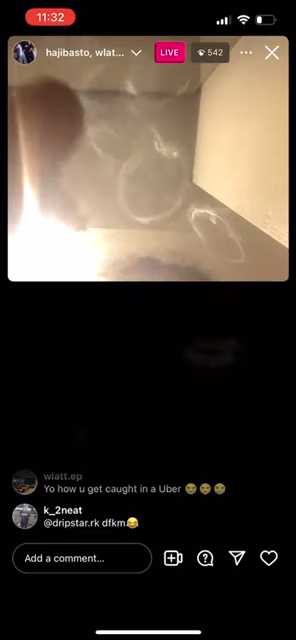 11:32
hajibasto, wlat...
LIVE
542
wlatt.ep
Yo how u get caught in a Uber 😭😭😭
k_2neat
@dripstar.rk dfkm😂
Add a comment...